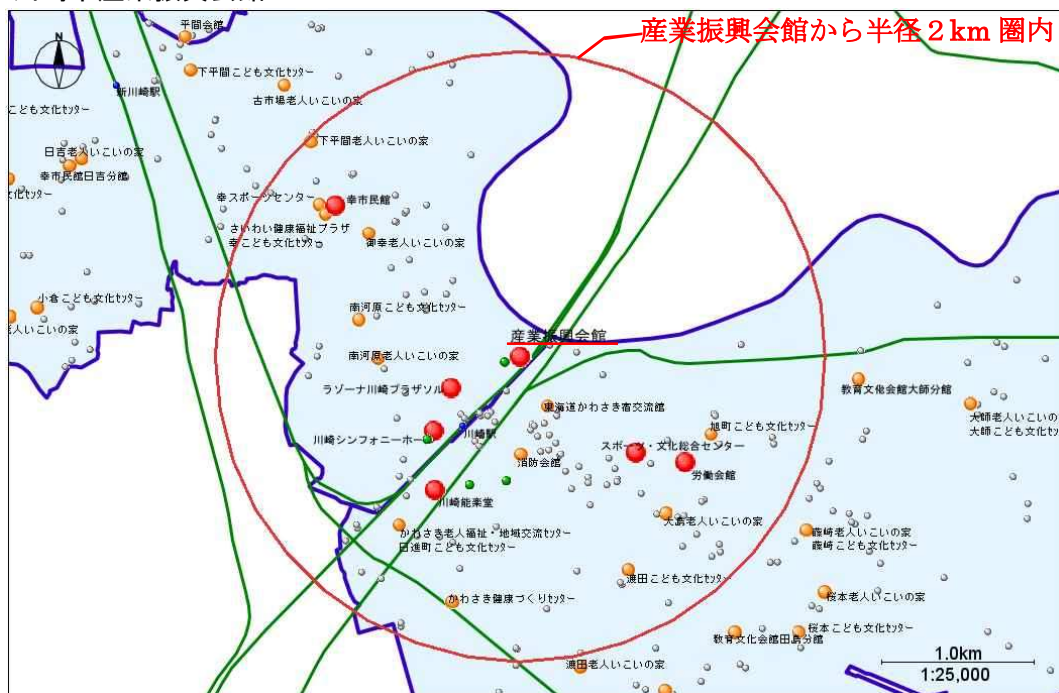 産業振興会館から半径２km 圏内
N
平間会館
下平間こども文化センター
新川崎駅
古市場老人いこいの家
こども文化センター
下平間老人いこいの家
日吉老人いこいの家
幸市民館日吉分館
文化センター
幸スポーツセンター
幸市民館
さいわい健康福祉プラザ
幸こども文化センター
御幸老人いこいの家
小倉こども文化センター
南河原こども文化センター
老人いこいの家
産業振興会館
南河原老人いこいの家
ラゾーナ川崎プラザソル
教育文化会館大師分館
東海道かわさき宿交流館
大師老人いこいの
大師こども文化センタ
川崎シンフォニーホー
川崎駅
旭町こども文化センター
スポーツ・文化総合センター
消防会館
労働会館
川崎能楽堂
大島老人いこいの家
かわさき老人福祉・地域交流センター
日進町こども文化センター
藤崎老人いこいの家
藤崎こども文化センター
渡田こども文化センター
桜本老人いこいの家
かわさき健康づくりセンター
桜本こども文化センター
教育文化会館田島分館
渡田老人いこいの家
1.0km
1:25,000